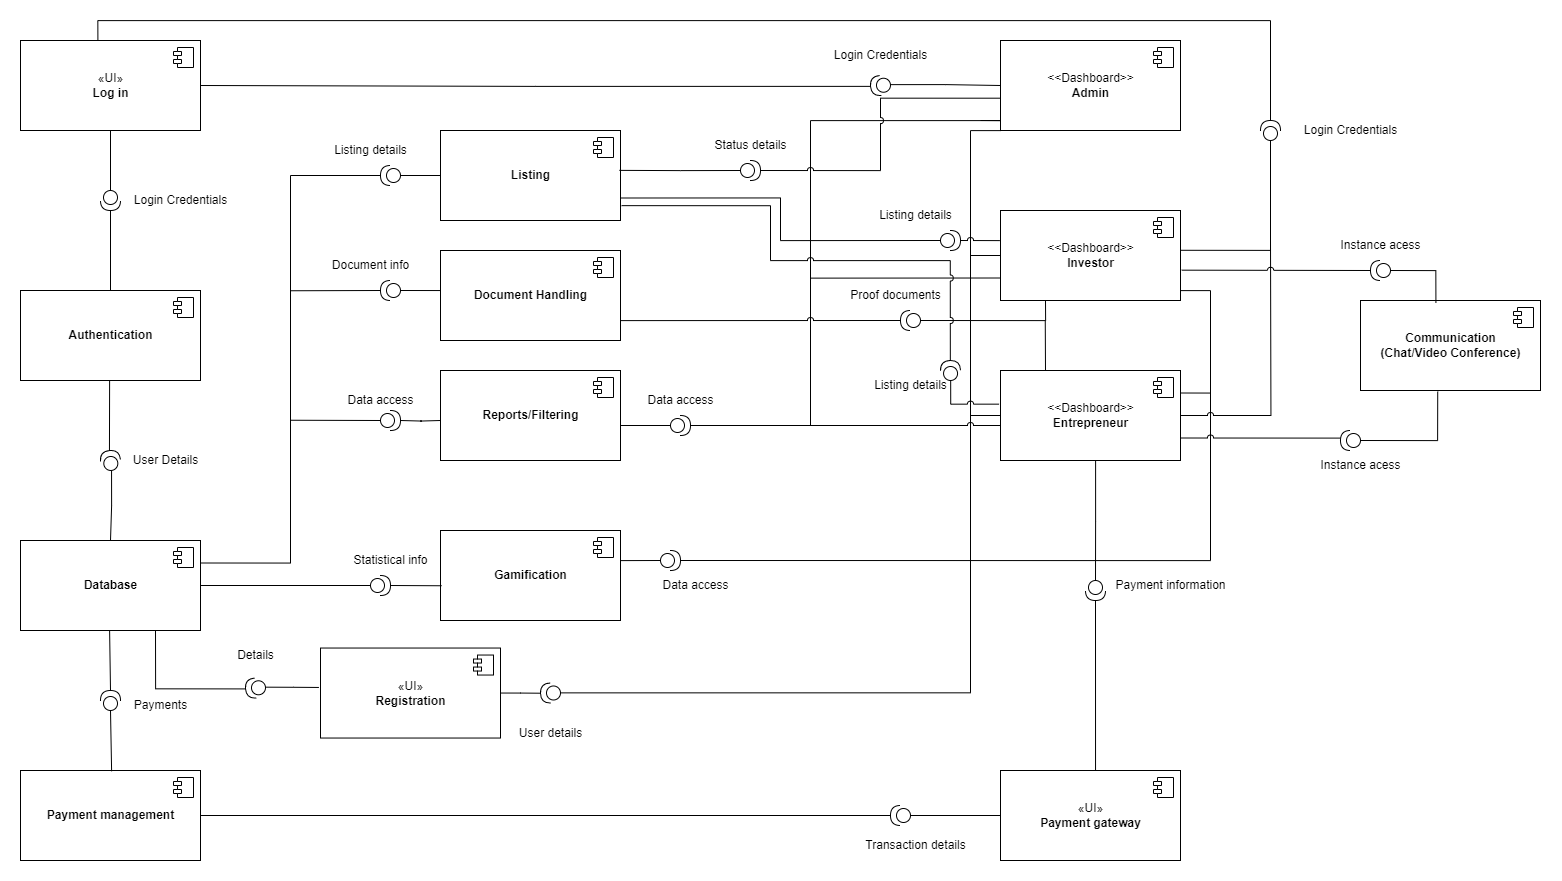 Login Credentials
«UI»
Log in
<<Dashboard>>
Admin
Login Credentials
Listing details
Status details
Listing
Login Credentials
Listing details
<<Dashboard>>
Investor
Instance acess
Document info
Document Handling
Proof documents
Authentication
Communication
(Chat/Video Conference)
Listing details
Data access
Data access
Reports/Filtering
<<Dashboard>>
Entrepreneur
User Details
Instance acess
Statistical info
Gamification
Database
Data access
Payment information
Details
«UI»
Registration
Payments
User details
Payment management
«UI»
Payment gateway
Transaction details